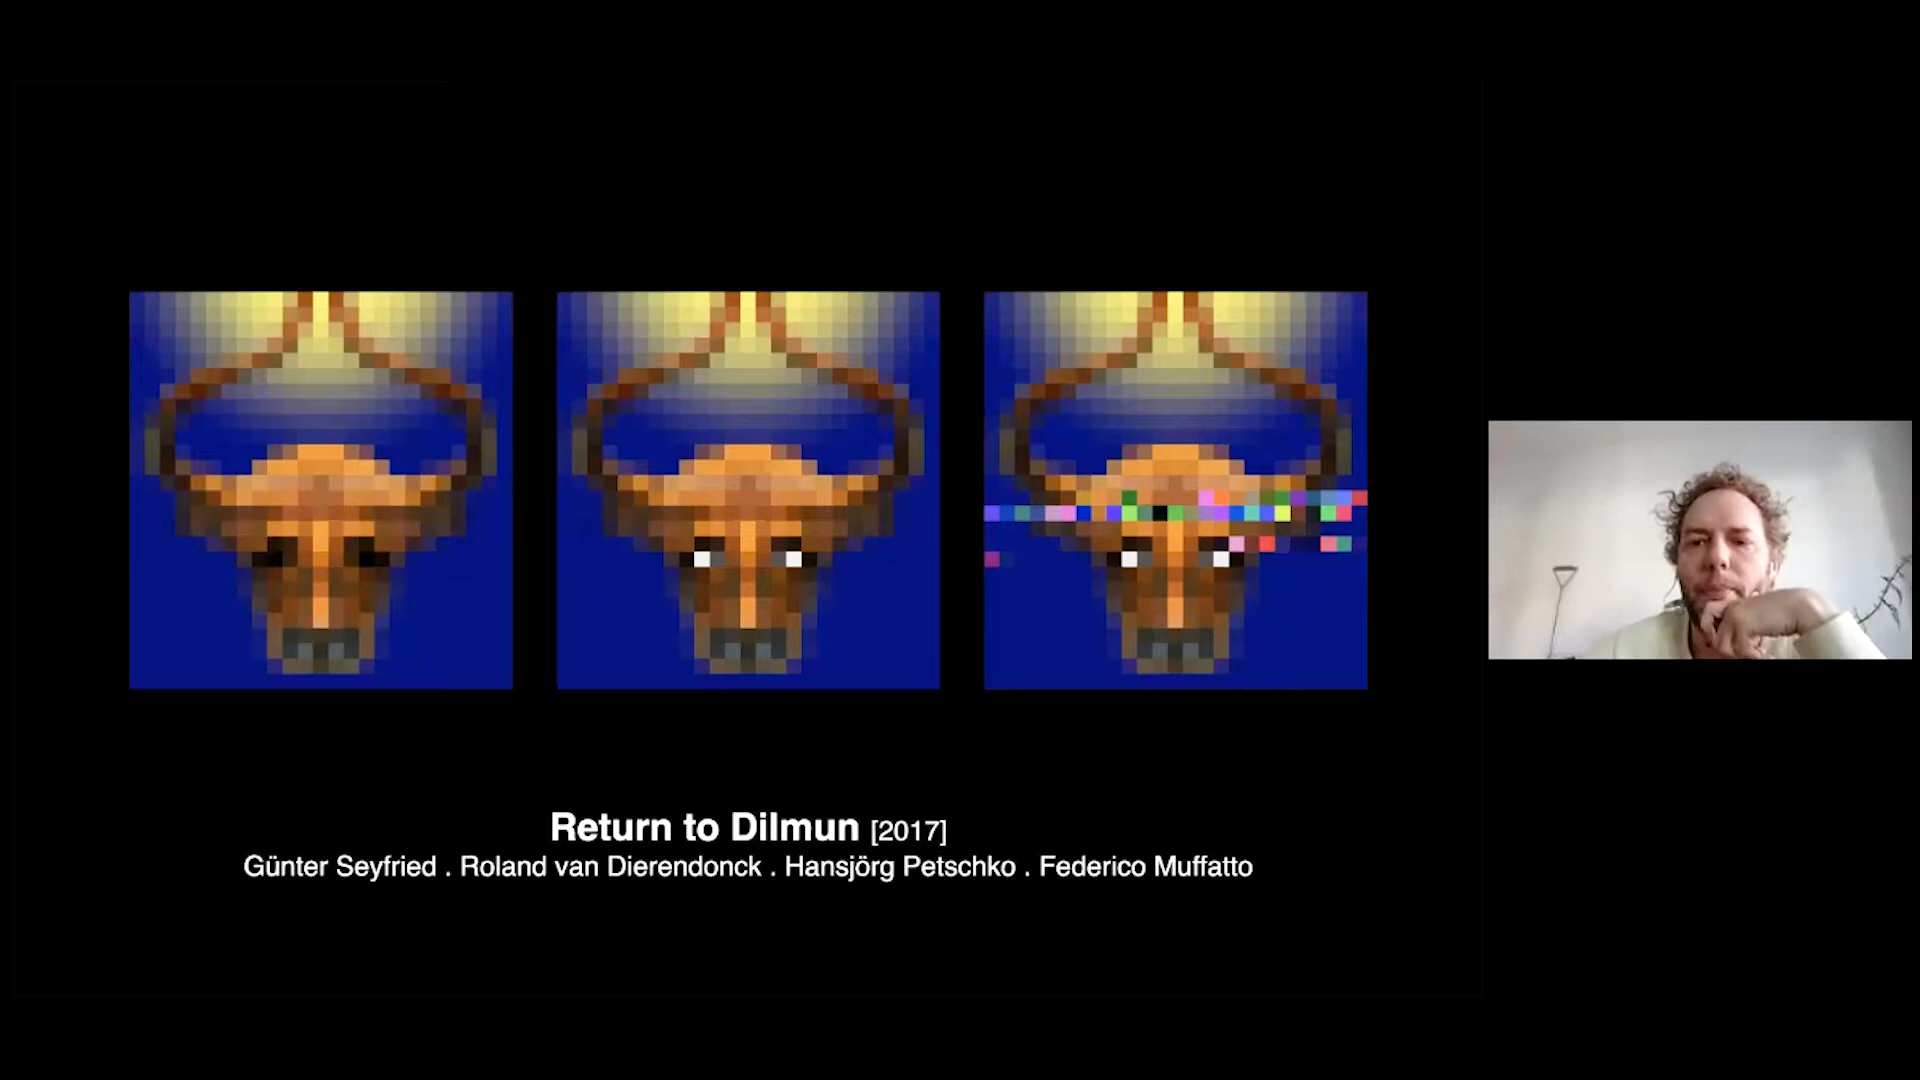 Return to Dilmun [2017]
Günter Seyfried . Roland van Dierendonck . Hansjörg Petschko . Federico Muffatto